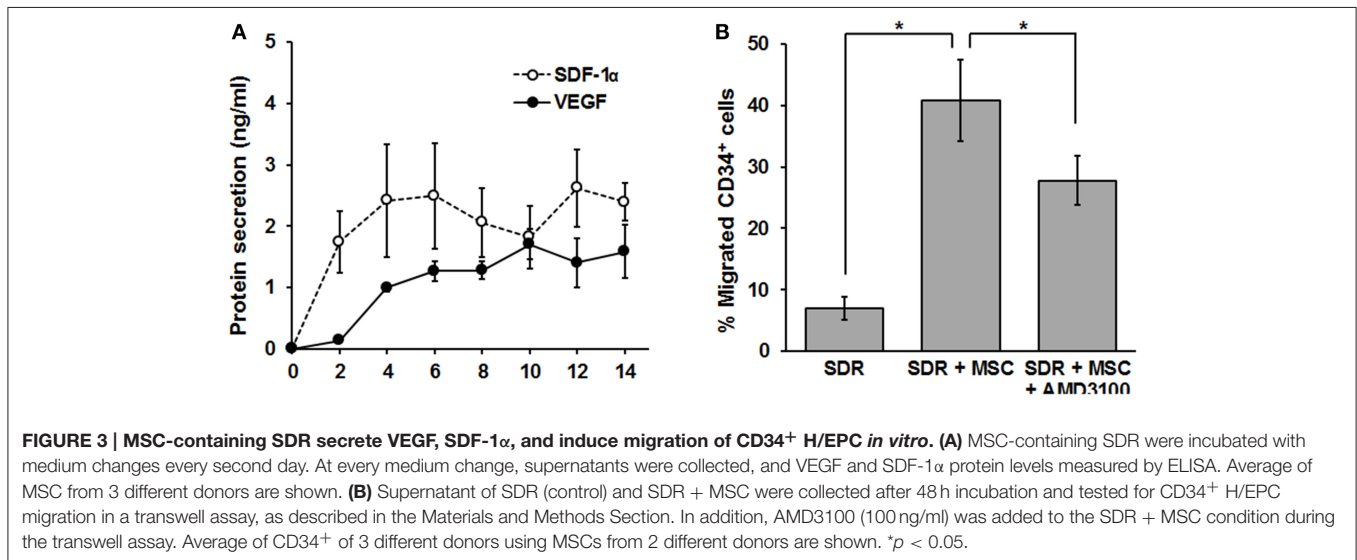 A
5
4
3
2
1
0
Protein secretion (ng/ml)
SDF-1α
VEGF
0 2 4 6 8 10 12 14
B
* *
50
40
30
20
10
0
% Migrated CD34⁺ cells
SDR SDR + MSC SDR + MSC
+ AMD3100
FIGURE 3 | MSC-containing SDR secrete VEGF, SDF-1α, and induce migration of CD34⁺ H/EPC in vitro. (A) MSC-containing SDR were incubated with
medium changes every second day. At every medium change, supernatants were collected, and VEGF and SDF-1α protein levels measured by ELISA. Average of
MSC from 3 different donors are shown. (B) Supernatant of SDR (control) and SDR + MSC were collected after 48 h incubation and tested for CD34⁺ H/EPC
migration in a transwell assay, as described in the Materials and Methods Section. In addition, AMD3100 (100 ng/ml) was added to the SDR + MSC condition during
the transwell assay. Average of CD34⁺ of 3 different donors using MSCs from 2 different donors are shown. *p < 0.05.